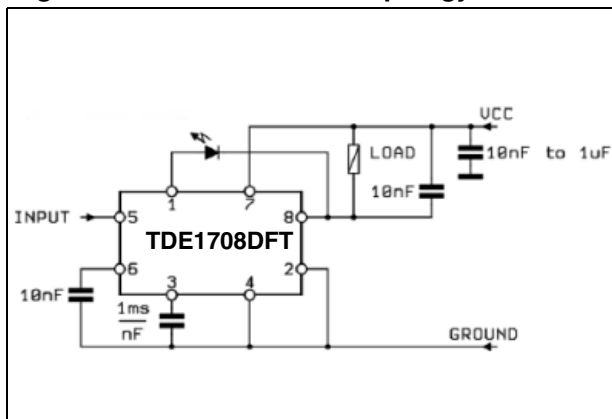 VCC
LOAD
10nF to 1uF
10nF
1
7
INPUT
5
8
TDE1708DFT
6
2
10nF
3
4
1ms
nF
GROUND